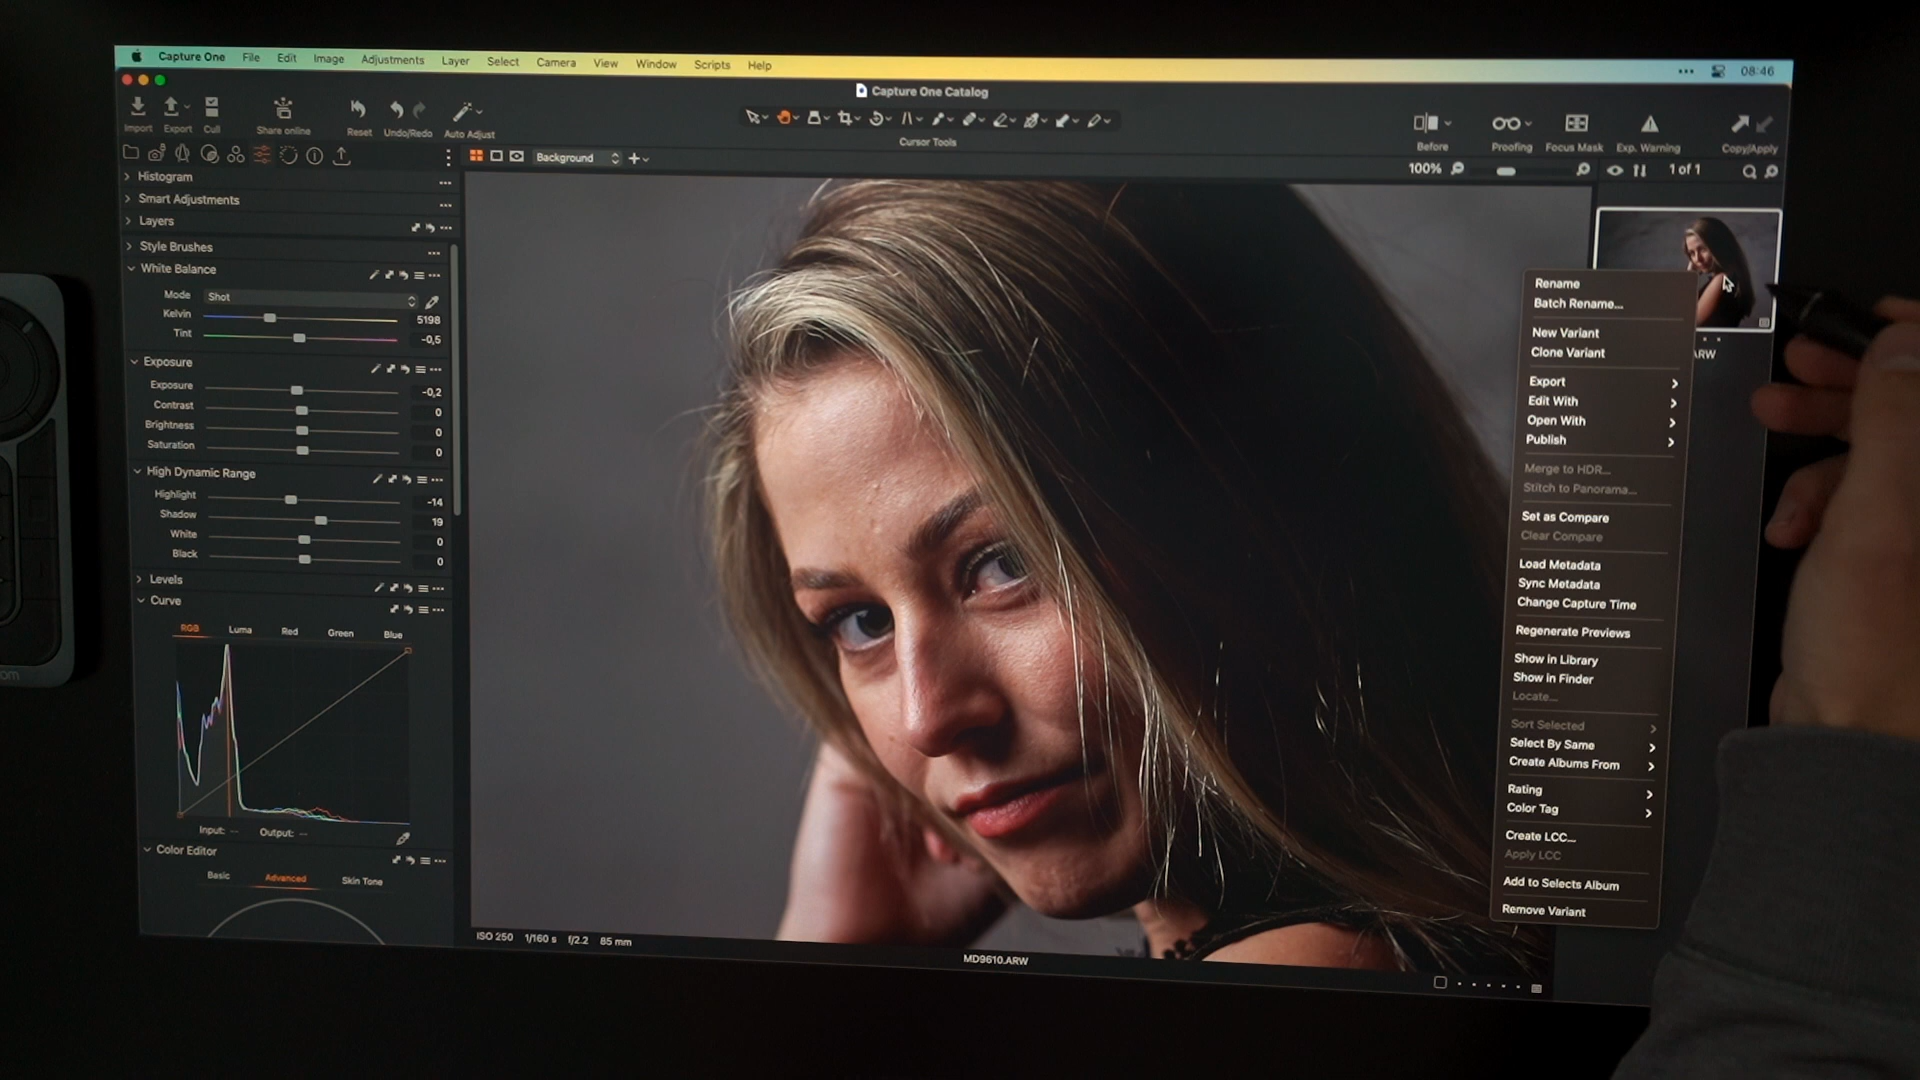 Capture One File Edit Image Adjustments Layer Select Camera View Window Scripts Help 08:46
Capture One Catalog
Import Export Cull Share online Reset Undo/Redo Auto Adjust
Cursor Tools
Before Proofing Focus Mask Exp. Warning Copy/Apply
Background
100%
1 of 1
Histogram
Smart Adjustments
Layers
Style Brushes
White Balance
Mode Shot
Kelvin 5198
Tint -0,5
Exposure
Exposure -0,2
Contrast 0
Brightness 0
Saturation 0
High Dynamic Range
Highlight -14
Shadow 19
White 0
Black 0
Levels
Curve
RGB Luma Red Green Blue
Input: -- Output: --
Color Editor
Basic Advanced Skin Tone
ISO 250 1/160 s f/2.2 85 mm
MD9610.ARW
Rename
Batch Rename...
New Variant
Clone Variant
Export
Edit With
Open With
Publish
Merge to HDR...
Stitch to Panorama...
Set as Compare
Clear Compare
Load Metadata
Sync Metadata
Change Capture Time
Regenerate Previews
Show in Library
Show in Finder
Locate...
Sort Selected
Select By Same
Create Albums From
Rating
Color Tag
Create LCC...
Apply LCC
Add to Selects Album
Remove Variant
ARW
om